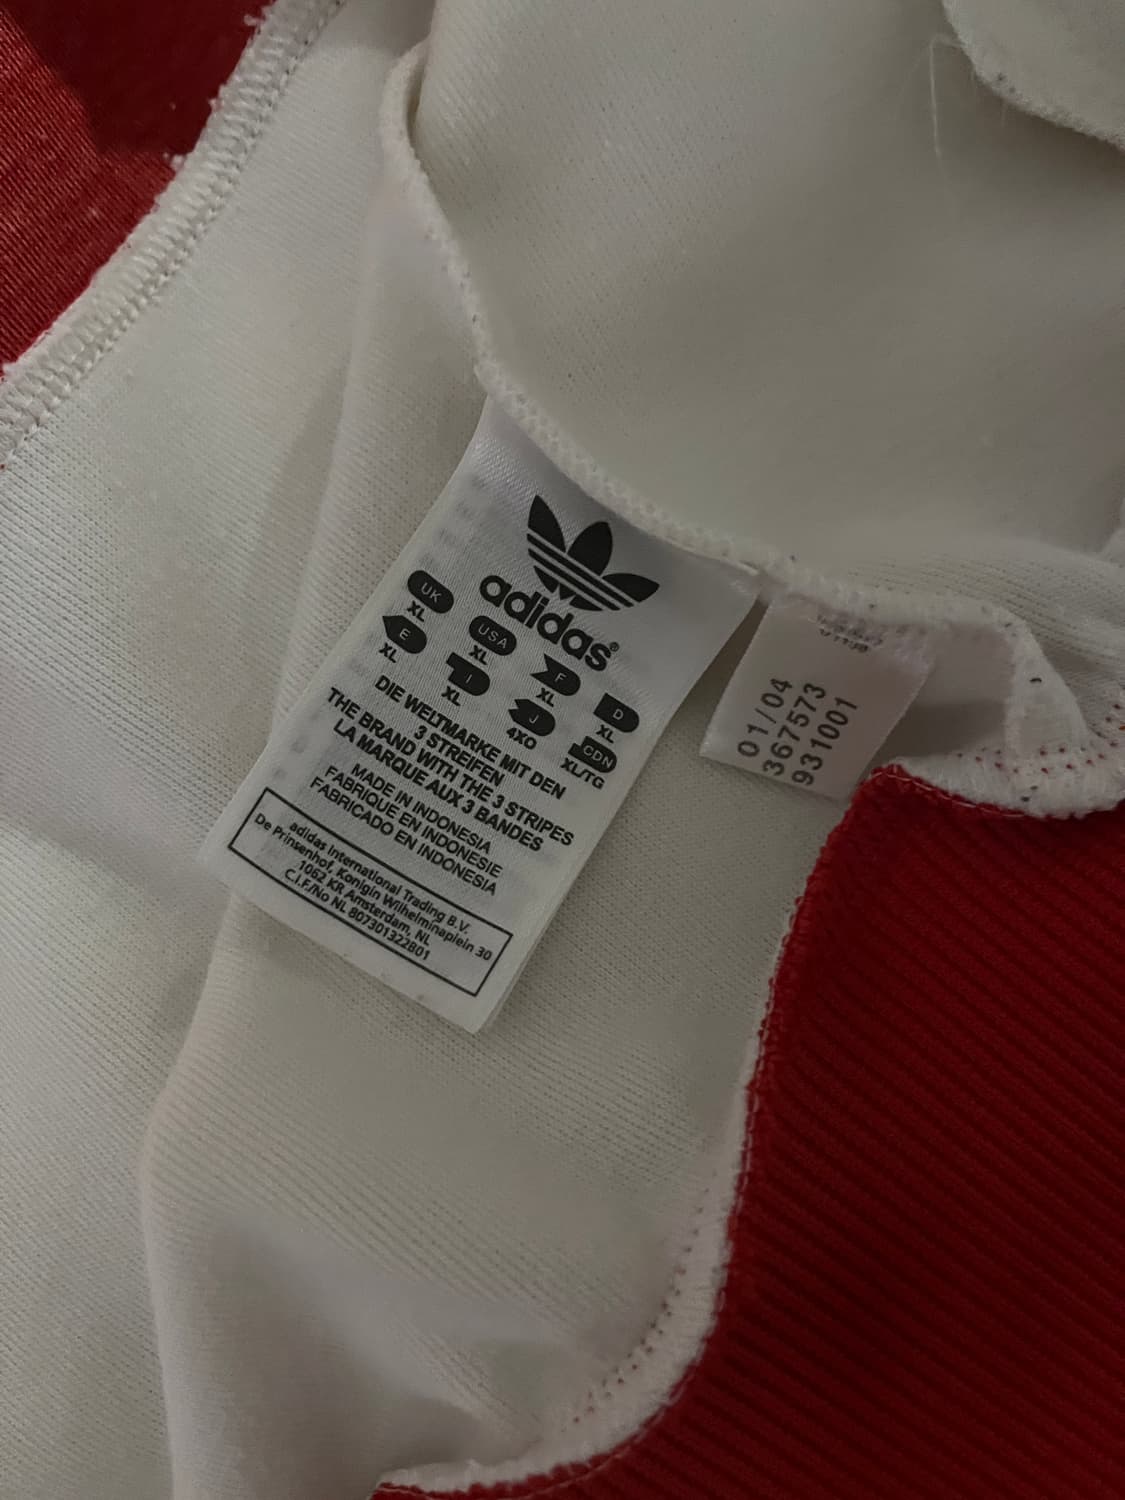 adidas®
UK USA F D
XL XL XL XL
E I J CDN
XL XL 4XO XL/TG
DIE WELTMARKE MIT DEN
3 STREIFEN
THE BRAND WITH THE 3 STRIPES
LA MARQUE AUX 3 BANDES
MADE IN INDONESIA
FABRIQUE EN INDONESIE
FABRICADO EN INDONESIA
adidas International Trading B.V.
De Prinsenhof, Konigin Wilhelminaplein 30
1062 KR Amsterdam, NL
C.I.F./No NL 807301322B01
01/04
367573
931001